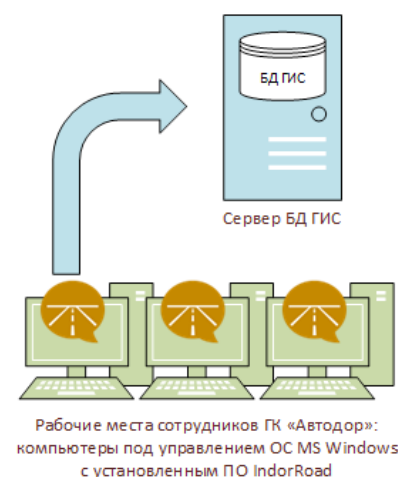 БД ГИС
Сервер БД ГИС
Рабочие места сотрудников ГК «Автодор»:
компьютеры под управлением ОС MS Windows
с установленным ПО IndorRoad